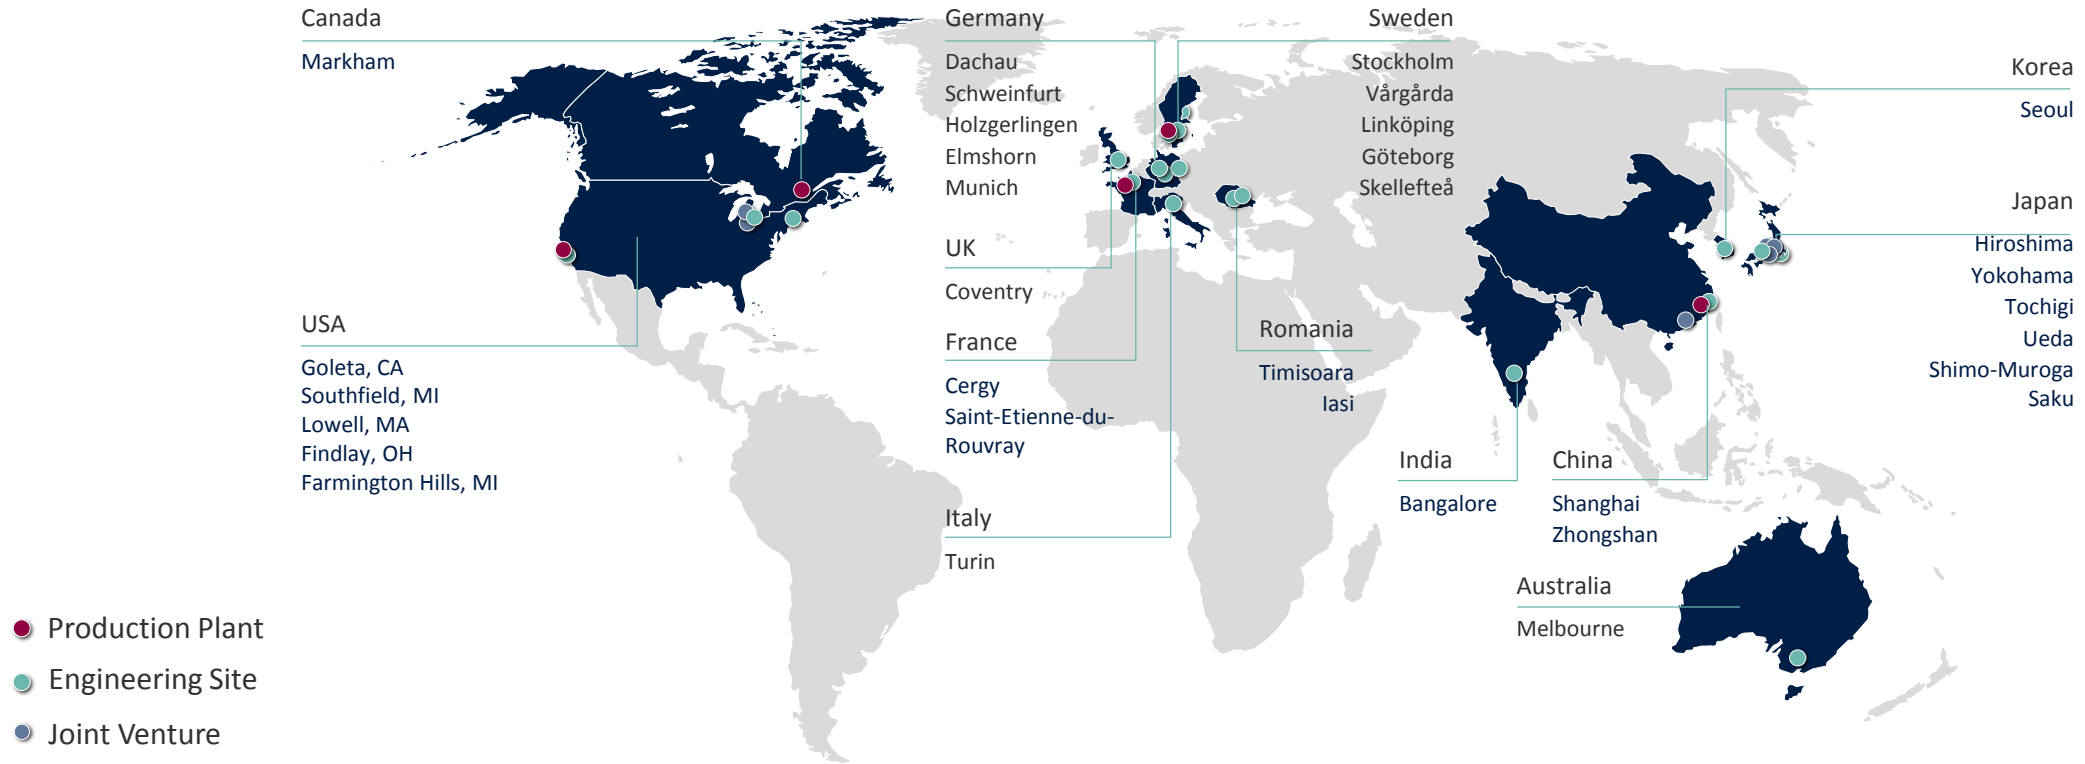 Canada
Markham
USA
Goleta, CA
Southfield, MI
Lowell, MA
Findlay, OH
Farmington Hills, MI
Germany
Dachau
Schweinfurt
Holzgerlingen
Elmshorn
Munich
UK
Coventry
France
Cergy
Saint-Etienne-du-
Rouvray
Italy
Turin
Sweden
Stockholm
Vårgårda
Linköping
Göteborg
Skellefteå
Romania
Timisoara
Iasi
India
Bangalore
China
Shanghai
Zhongshan
Australia
Melbourne
Korea
Seoul
Japan
Hiroshima
Yokohama
Tochigi
Ueda
Shimo-Muroga
Saku
Production Plant
Engineering Site
Joint Venture